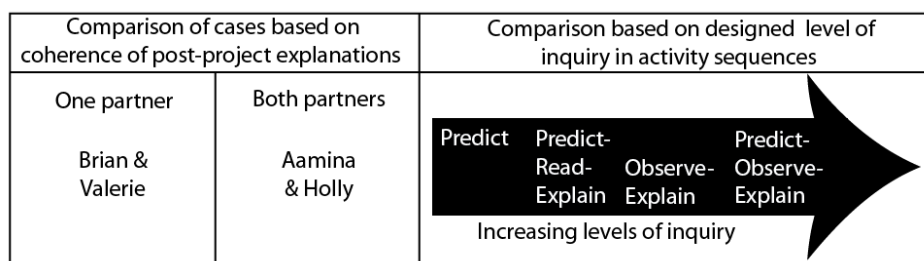 Comparison of cases based on
coherence of post-project explanations
Comparison based on designed level of
inquiry in activity sequences
One partner
Both partners
Brian &
Valerie
Aamina
& Holly
Predict
Predict-
Read-
Explain
Observe-
Explain
Predict-
Observe-
Explain
Increasing levels of inquiry